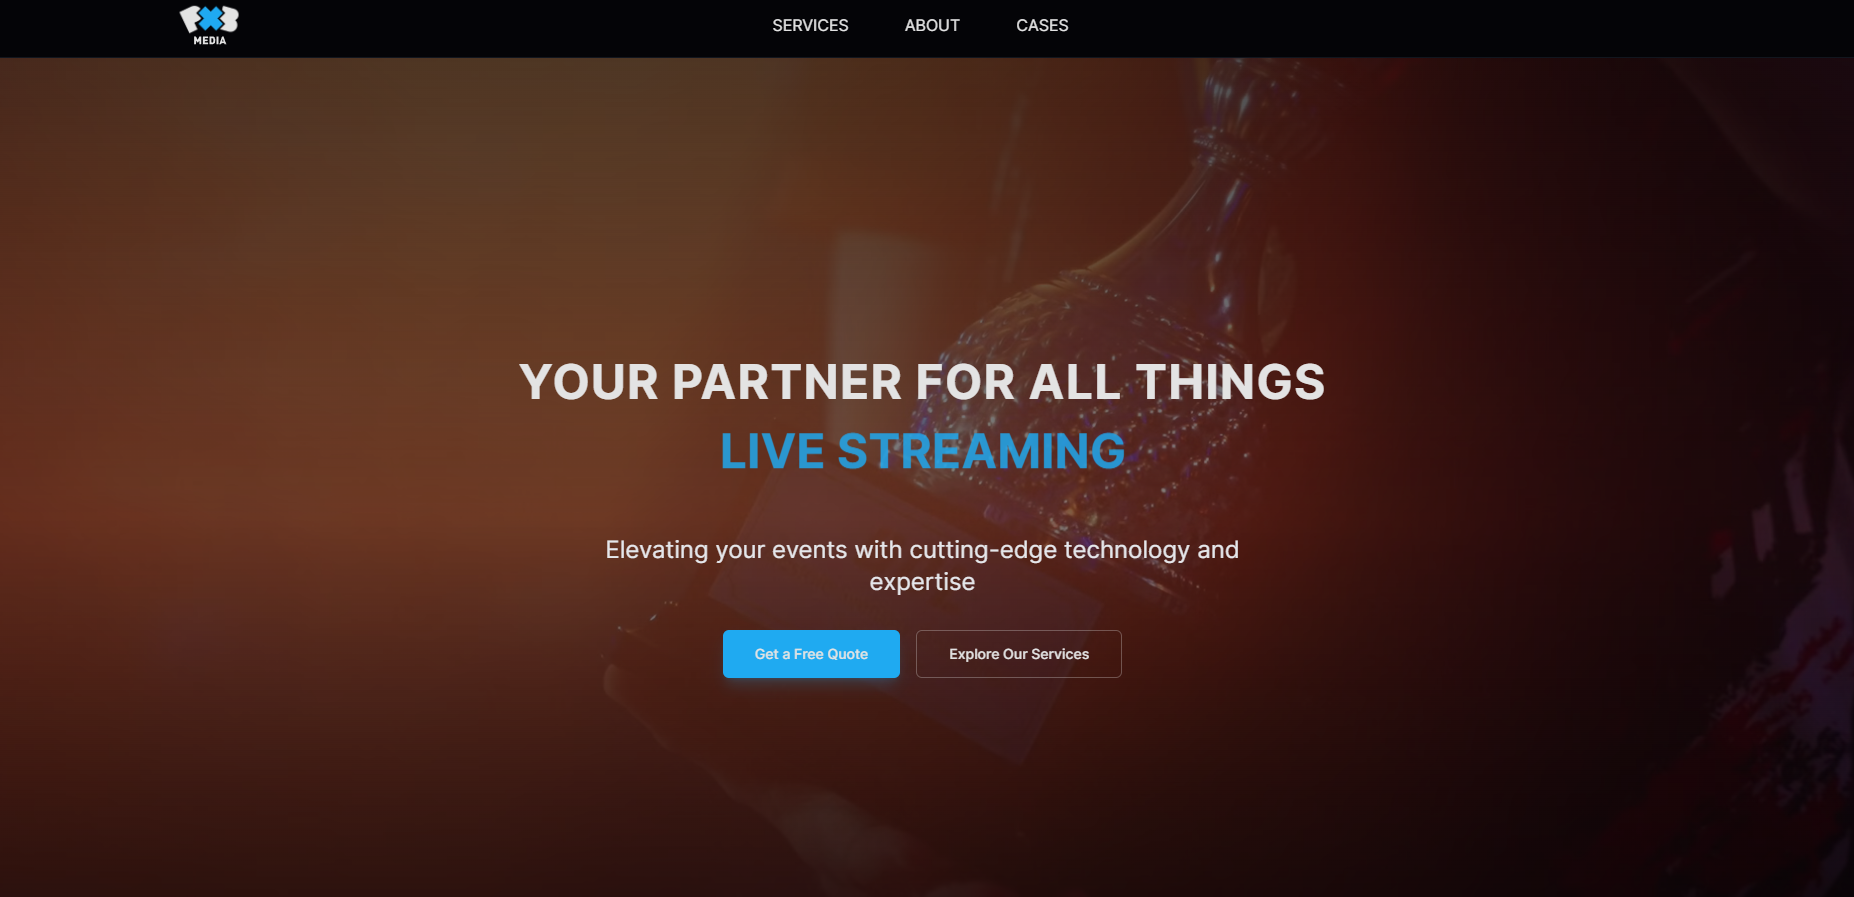 MEDIA
SERVICES ABOUT CASES
YOUR PARTNER FOR ALL THINGS
LIVE STREAMING
Elevating your events with cutting-edge technology and
expertise
Get a Free Quote Explore Our Services